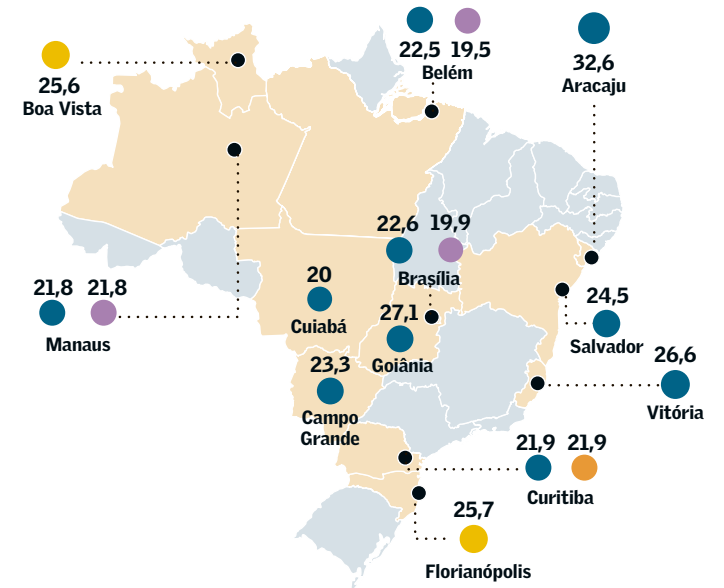 22,5 19,5
Belém
32,6
Aracaju
25,6
Boa Vista
22,6 19,9
Brasília
21,8 21,8
Manaus
20
Cuiabá
27,1
Goiânia
24,5
Salvador
23,3
Campo
Grande
26,6
Vitória
21,9 21,9
Curitiba
25,7
Florianópolis